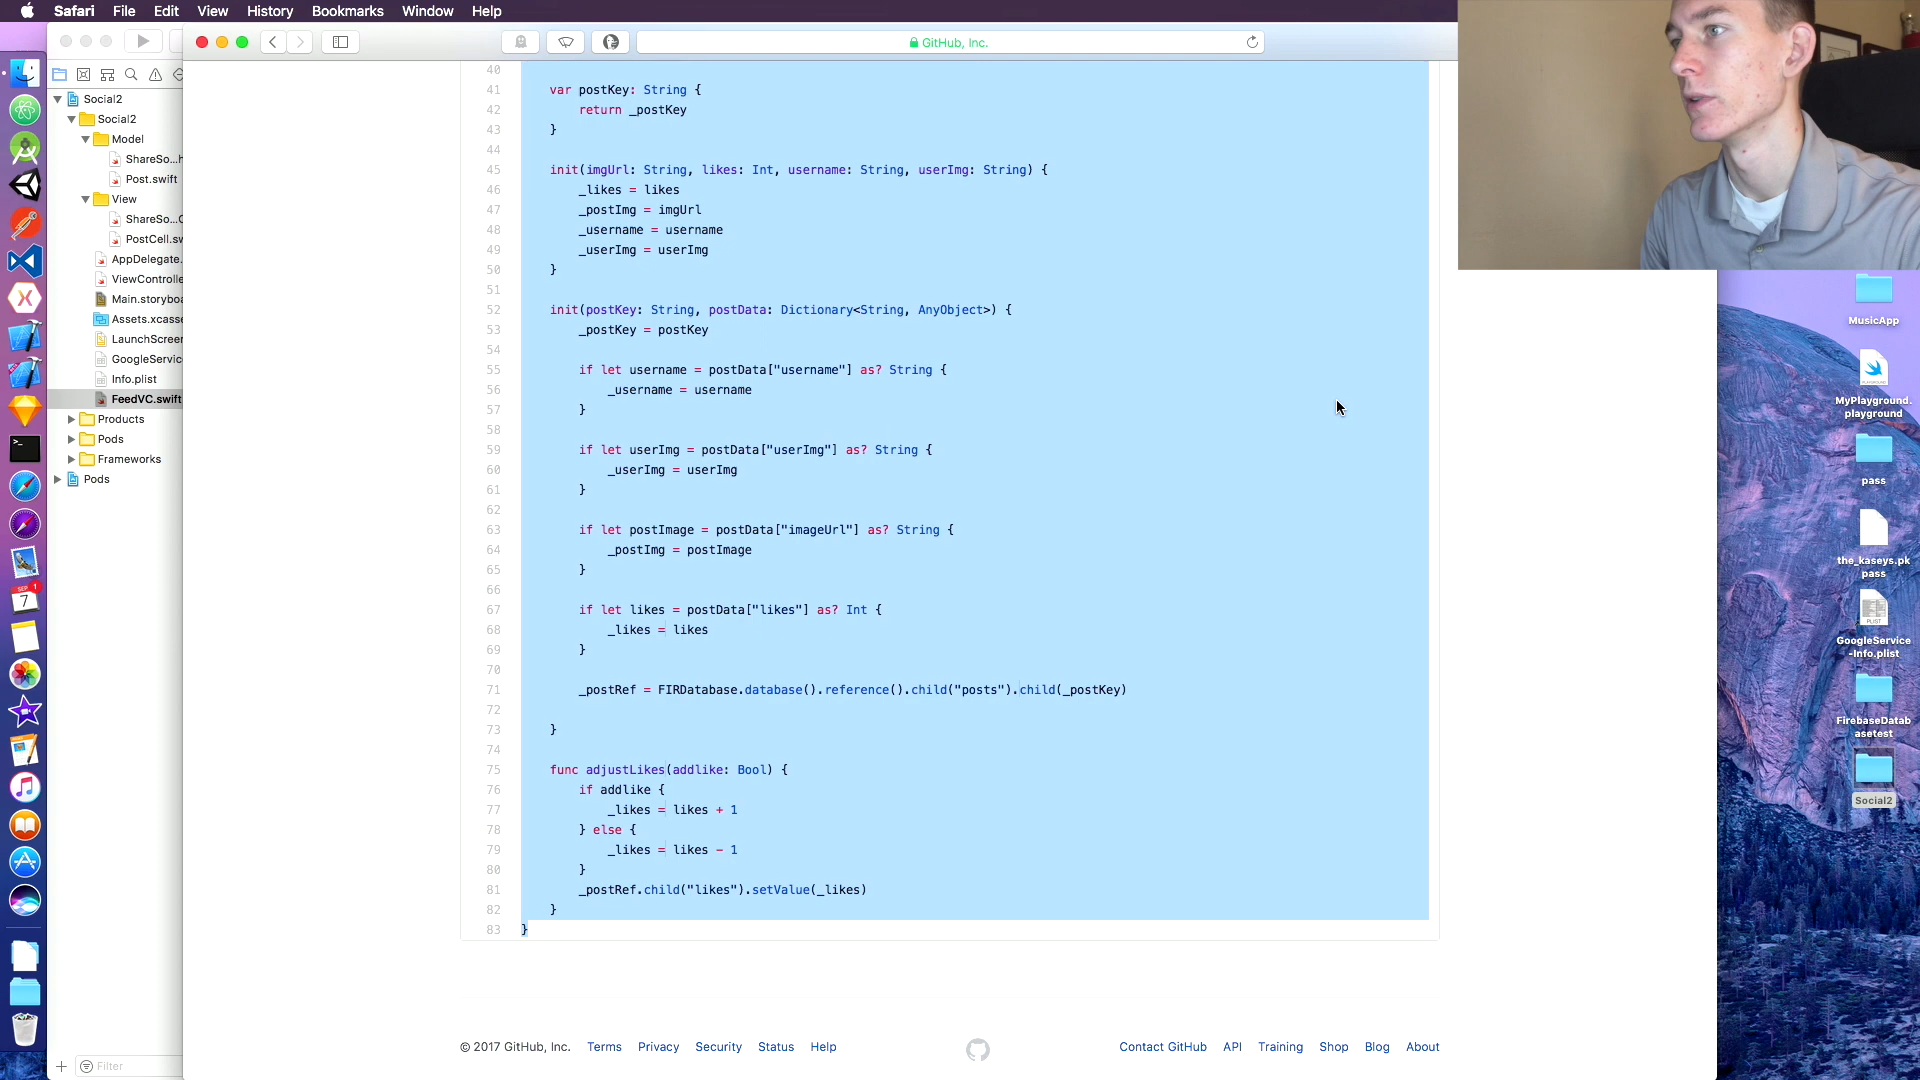 Safari File Edit View History Bookmarks Window Help
GitHub, Inc.
Social2
Social2
Model
ShareSo...h
Post.swift
View
ShareSo...C
PostCell.sw
AppDelegate.
ViewControlle
Main.storyboa
Assets.xcasse
LaunchScreen
GoogleService
Info.plist
FeedVC.swift
Products
Pods
Frameworks
Pods
Filter
40
41 var postKey: String {
42 return _postKey
43 }
44
45 init(imgUrl: String, likes: Int, username: String, userImg: String) {
46 _likes = likes
47 _postImg = imgUrl
48 _username = username
49 _userImg = userImg
50 }
51
52 init(postKey: String, postData: Dictionary<String, AnyObject>) {
53 _postKey = postKey
54
55 if let username = postData["username"] as? String {
56 _username = username
57 }
58
59 if let userImg = postData["userImg"] as? String {
60 _userImg = userImg
61 }
62
63 if let postImage = postData["imageUrl"] as? String {
64 _postImg = postImage
65 }
66
67 if let likes = postData["likes"] as? Int {
68 _likes = likes
69 }
70
71 _postRef = FIRDatabase.database().reference().child("posts").child(_postKey)
72
73 }
74
75 func adjustLikes(addlike: Bool) {
76 if addlike {
77 _likes = likes + 1
78 } else {
79 _likes = likes - 1
80 }
81 _postRef.child("likes").setValue(_likes)
82 }
83 }
© 2017 GitHub, Inc. Terms Privacy Security Status Help
Contact GitHub API Training Shop Blog About
MusicApp
MyPlayground.
playground
pass
the_kaseys.pk
pass
PLIST
GoogleService
-Info.plist
FirebaseDatab
asetest
Social2
SEP
7
1